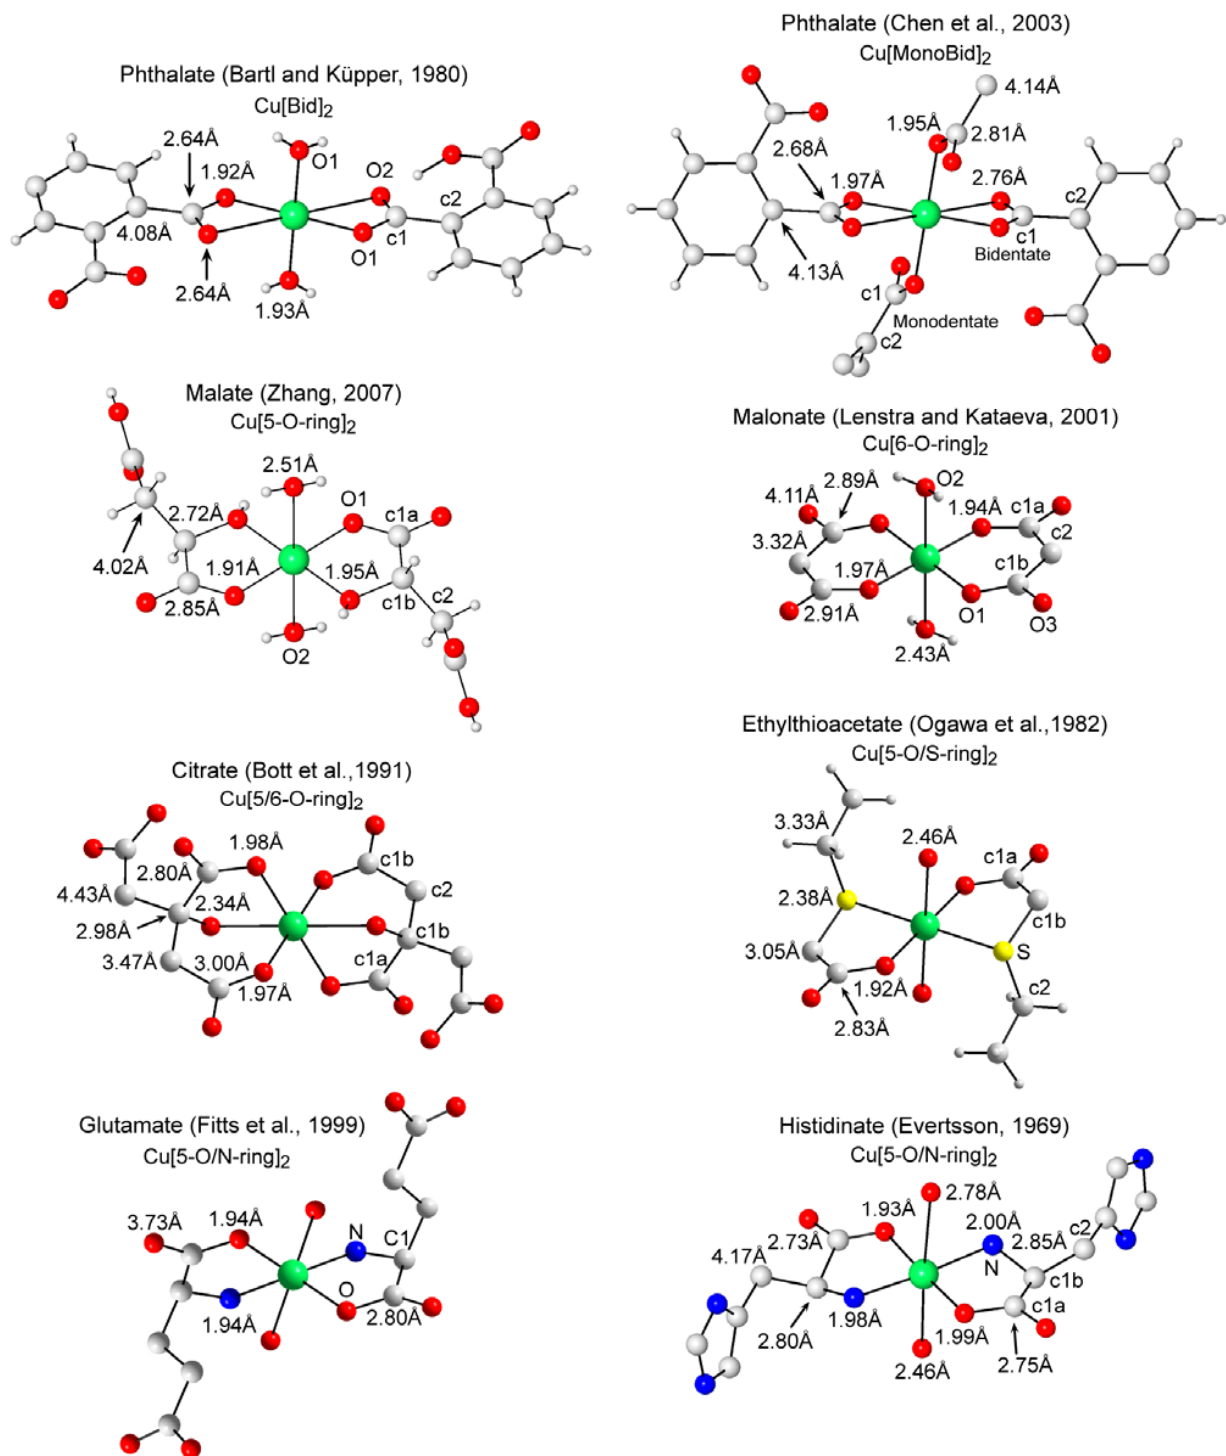 Phthalate (Bartl and Küpper, 1980)
Cu[Bid]2
2.64Å
1.92Å
O1
O2
c2
4.08Å
c1
O1
2.64Å
1.93Å
Phthalate (Chen et al., 2003)
Cu[MonoBid]2
4.14Å
1.95Å
2.81Å
2.68Å
2.76Å
1.97Å
c2
c1
Bidentate
4.13Å
c1
Monodentate
c2
Malate (Zhang, 2007)
Cu[5-O-ring]2
2.51Å
O1
2.72Å
c1a
4.02Å
1.91Å
1.95Å
2.85Å
c1b
c2
O2
Malonate (Lenstra and Kataeva, 2001)
Cu[6-O-ring]2
2.89Å
O2
4.11Å
1.94Å
c1a
3.32Å
c2
c1b
1.97Å
2.91Å
O1
O3
2.43Å
Citrate (Bott et al.,1991)
Cu[5/6-O-ring]2
1.98Å
2.80Å
c1b
4.43Å
2.34Å
c2
2.98Å
c1b
3.47Å
3.00Å
c1a
1.97Å
Ethylthioacetate (Ogawa et al.,1982)
Cu[5-O/S-ring]2
3.33Å
2.46Å
c1a
2.38Å
c1b
3.05Å
S
1.92Å
c2
2.83Å
Glutamate (Fitts et al., 1999)
Cu[5-O/N-ring]2
3.73Å
1.94Å
N
C1
O
1.94Å
2.80Å
Histidinate (Evertsson, 1969)
Cu[5-O/N-ring]2
2.78Å
1.93Å
2.00Å
c2
2.73Å
2.85Å
4.17Å
N
c1b
c1a
1.98Å
2.80Å
1.99Å
2.75Å
2.46Å